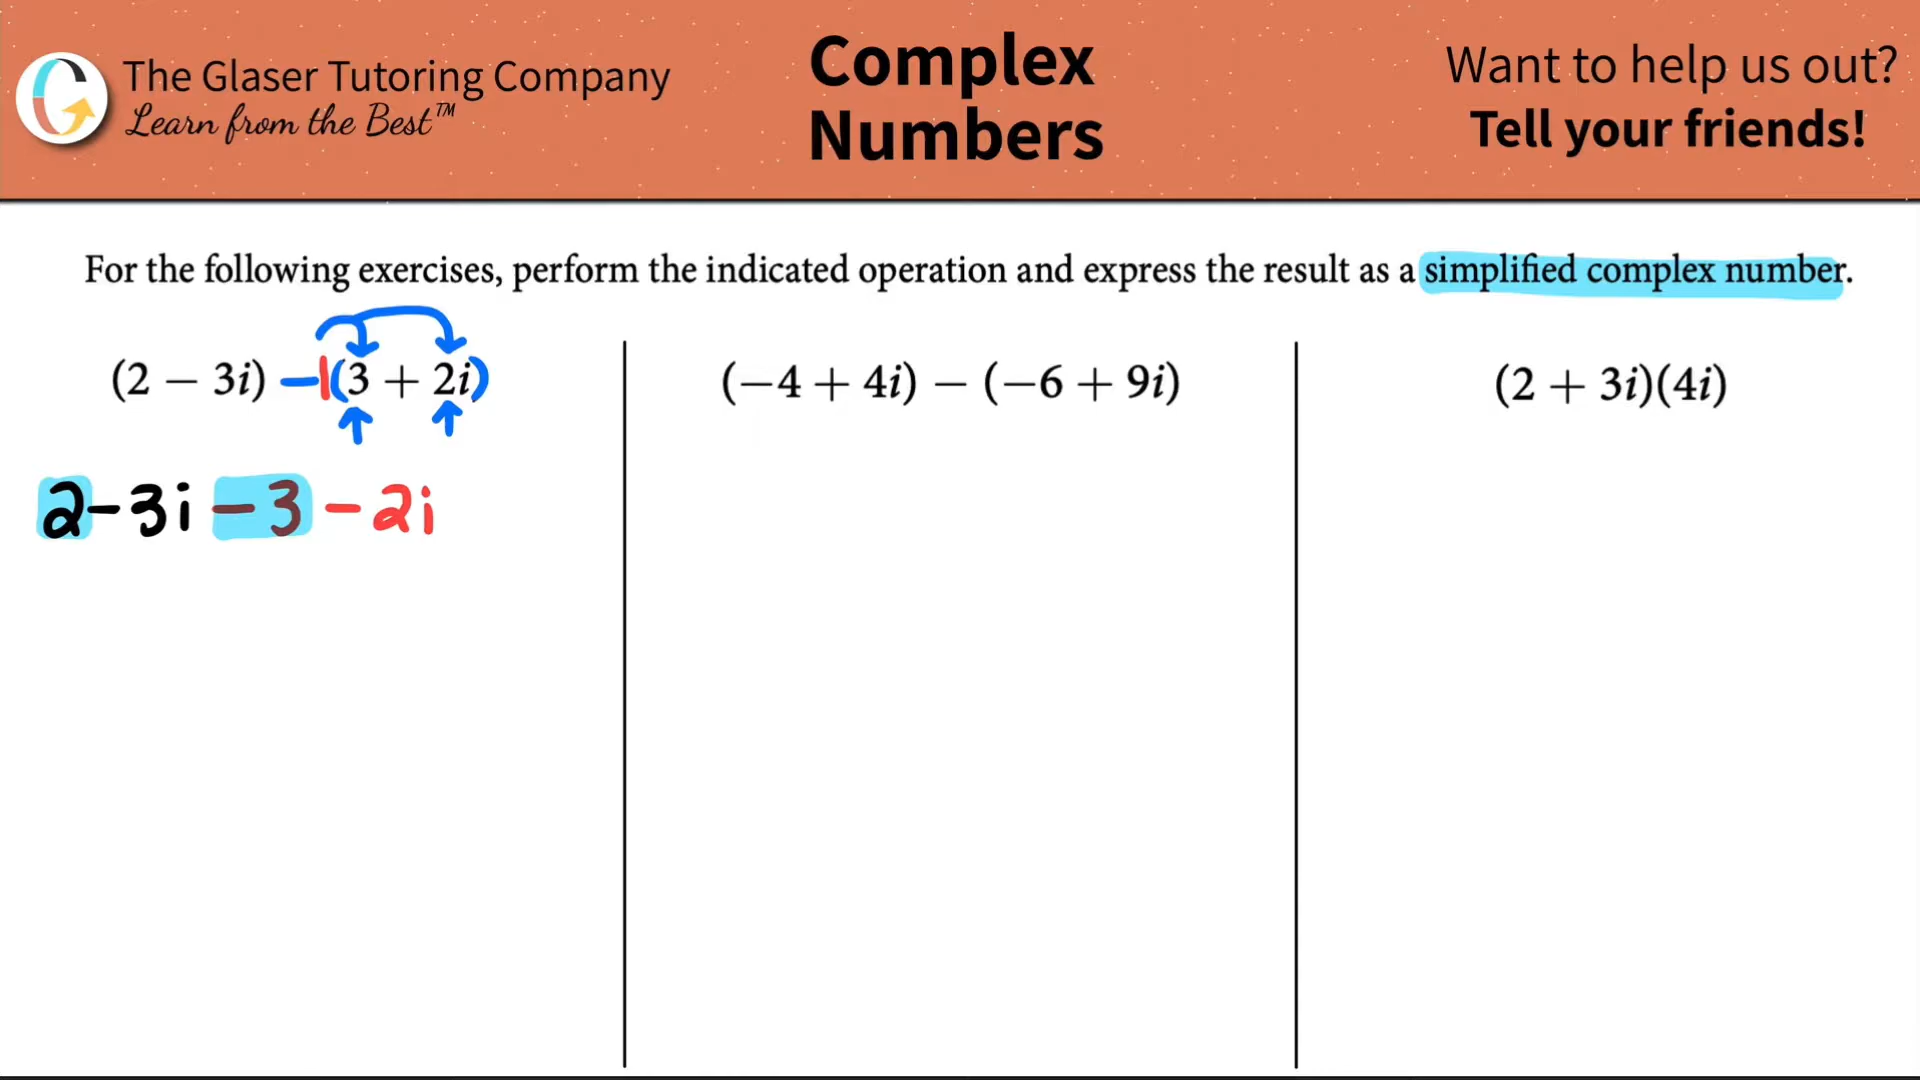 The Glaser Tutoring Company
Learn from the Best™
Complex
Numbers
Want to help us out?
Tell your friends!
For the following exercises, perform the indicated operation and express the result as a simplified complex number.
(2 − 3i) −1(3 + 2i)
2 − 3i − 3 − 2i
(−4 + 4i) − (−6 + 9i)
(2 + 3i)(4i)